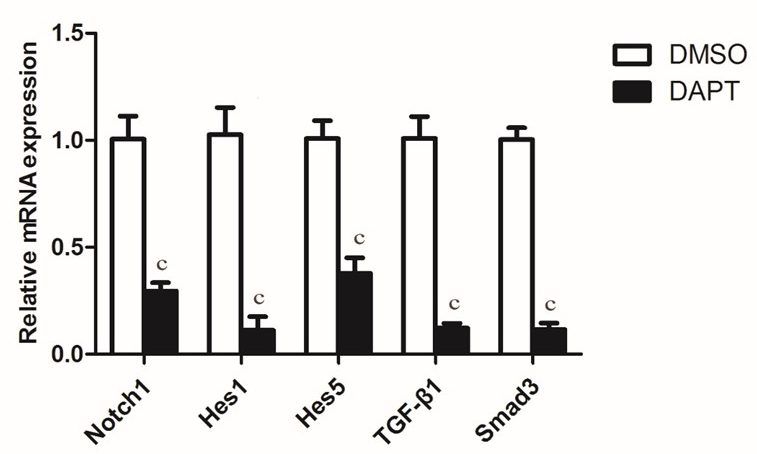 Relative mRNA expression
1.5
1.0
0.5
0.0
c
c
c
c
c
Notch1
Hes1
Hes5
TGF-β1
Smad3
DMSO
DAPT